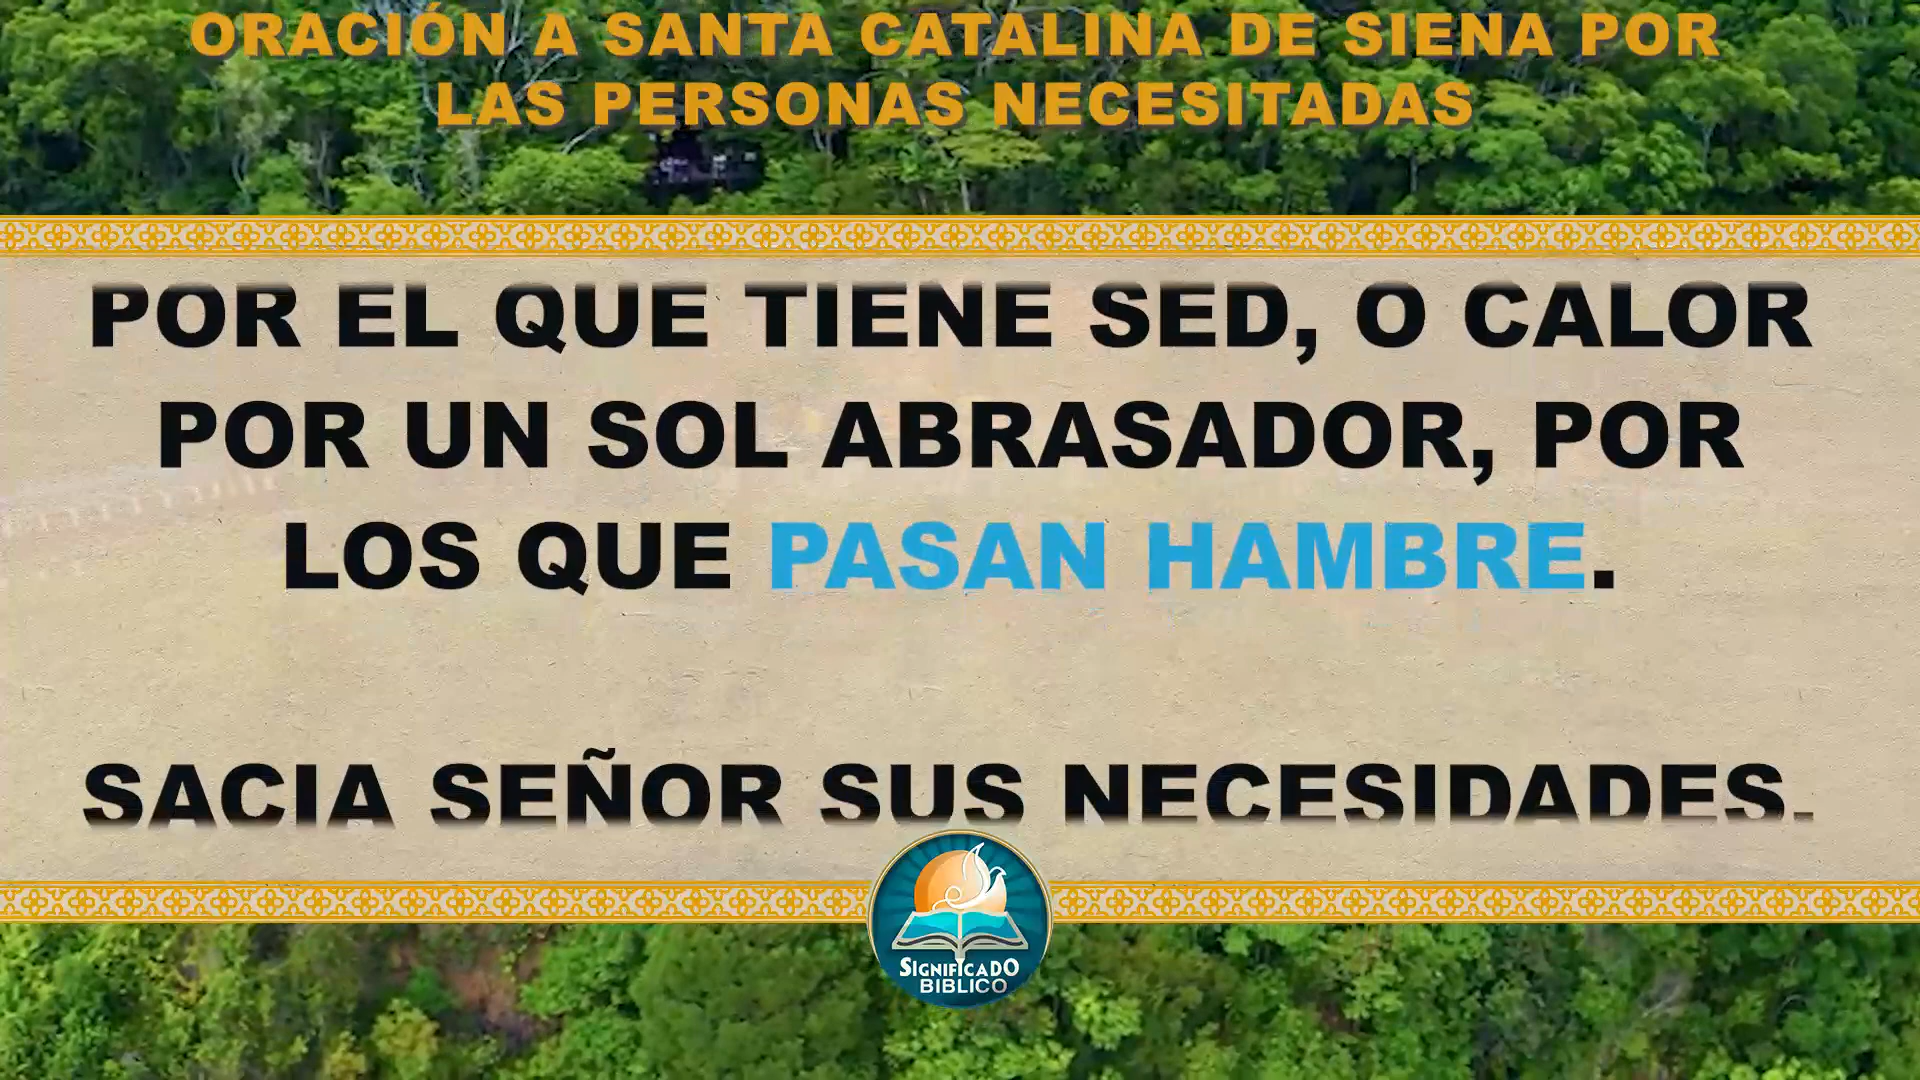 ORACIÓN A SANTA CATALINA DE SIENA POR
LAS PERSONAS NECESITADAS
POR EL QUE TIENE SED, O CALOR
POR UN SOL ABRASADOR, POR
LOS QUE PASAN HAMBRE.
SACIA SEÑOR SUS NECESIDADES.
SIGNIFICADO
BIBLICO